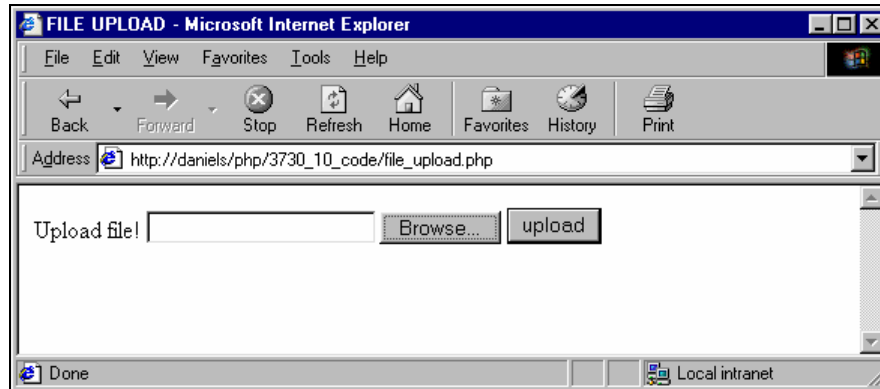 FILE UPLOAD - Microsoft Internet Explorer
File Edit View Favorites Tools Help
Back Forward Stop Refresh Home Favorites History Print
Address http://daniels/php/3730_10_code/file_upload.php
Upload file! Browse... upload
Done Local intranet